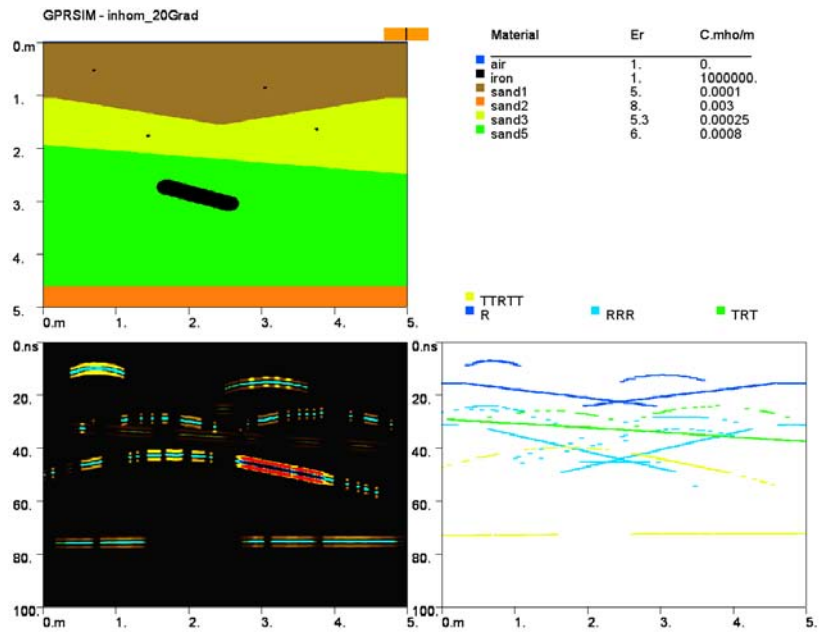 GPRSIM - inhom_20Grad
0.m
1.
2.
3.
4.
5.
0.m 1. 2. 3. 4. 5.
Material Er C.mho/m
air 1. 0.
iron 1. 1000000.
sand1 5. 0.0001
sand2 8. 0.003
sand3 5.3 0.00025
sand5 6. 0.0008
TTRTT
R RRR TRT
0.ns
20.
40.
60.
80.
100.
0.m 1. 2. 3. 4. 5.
0.ns
20.
40.
60.
80.
100.
0.m 1. 2. 3. 4. 5.